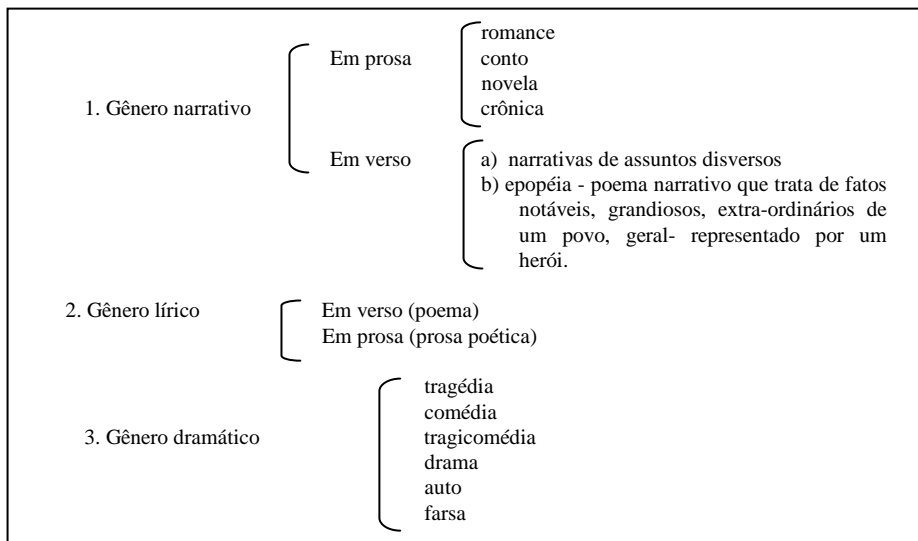 romance
Em prosa conto
novela
1. Gênero narrativo crônica
Em verso a) narrativas de assuntos disversos
b) epopéia - poema narrativo que trata de fatos
notáveis, grandiosos, extra-ordinários de
um povo, geral- representado por um
herói.
2. Gênero lírico Em verso (poema)
Em prosa (prosa poética)
tragédia
comédia
3. Gênero dramático tragicomédia
drama
auto
farsa